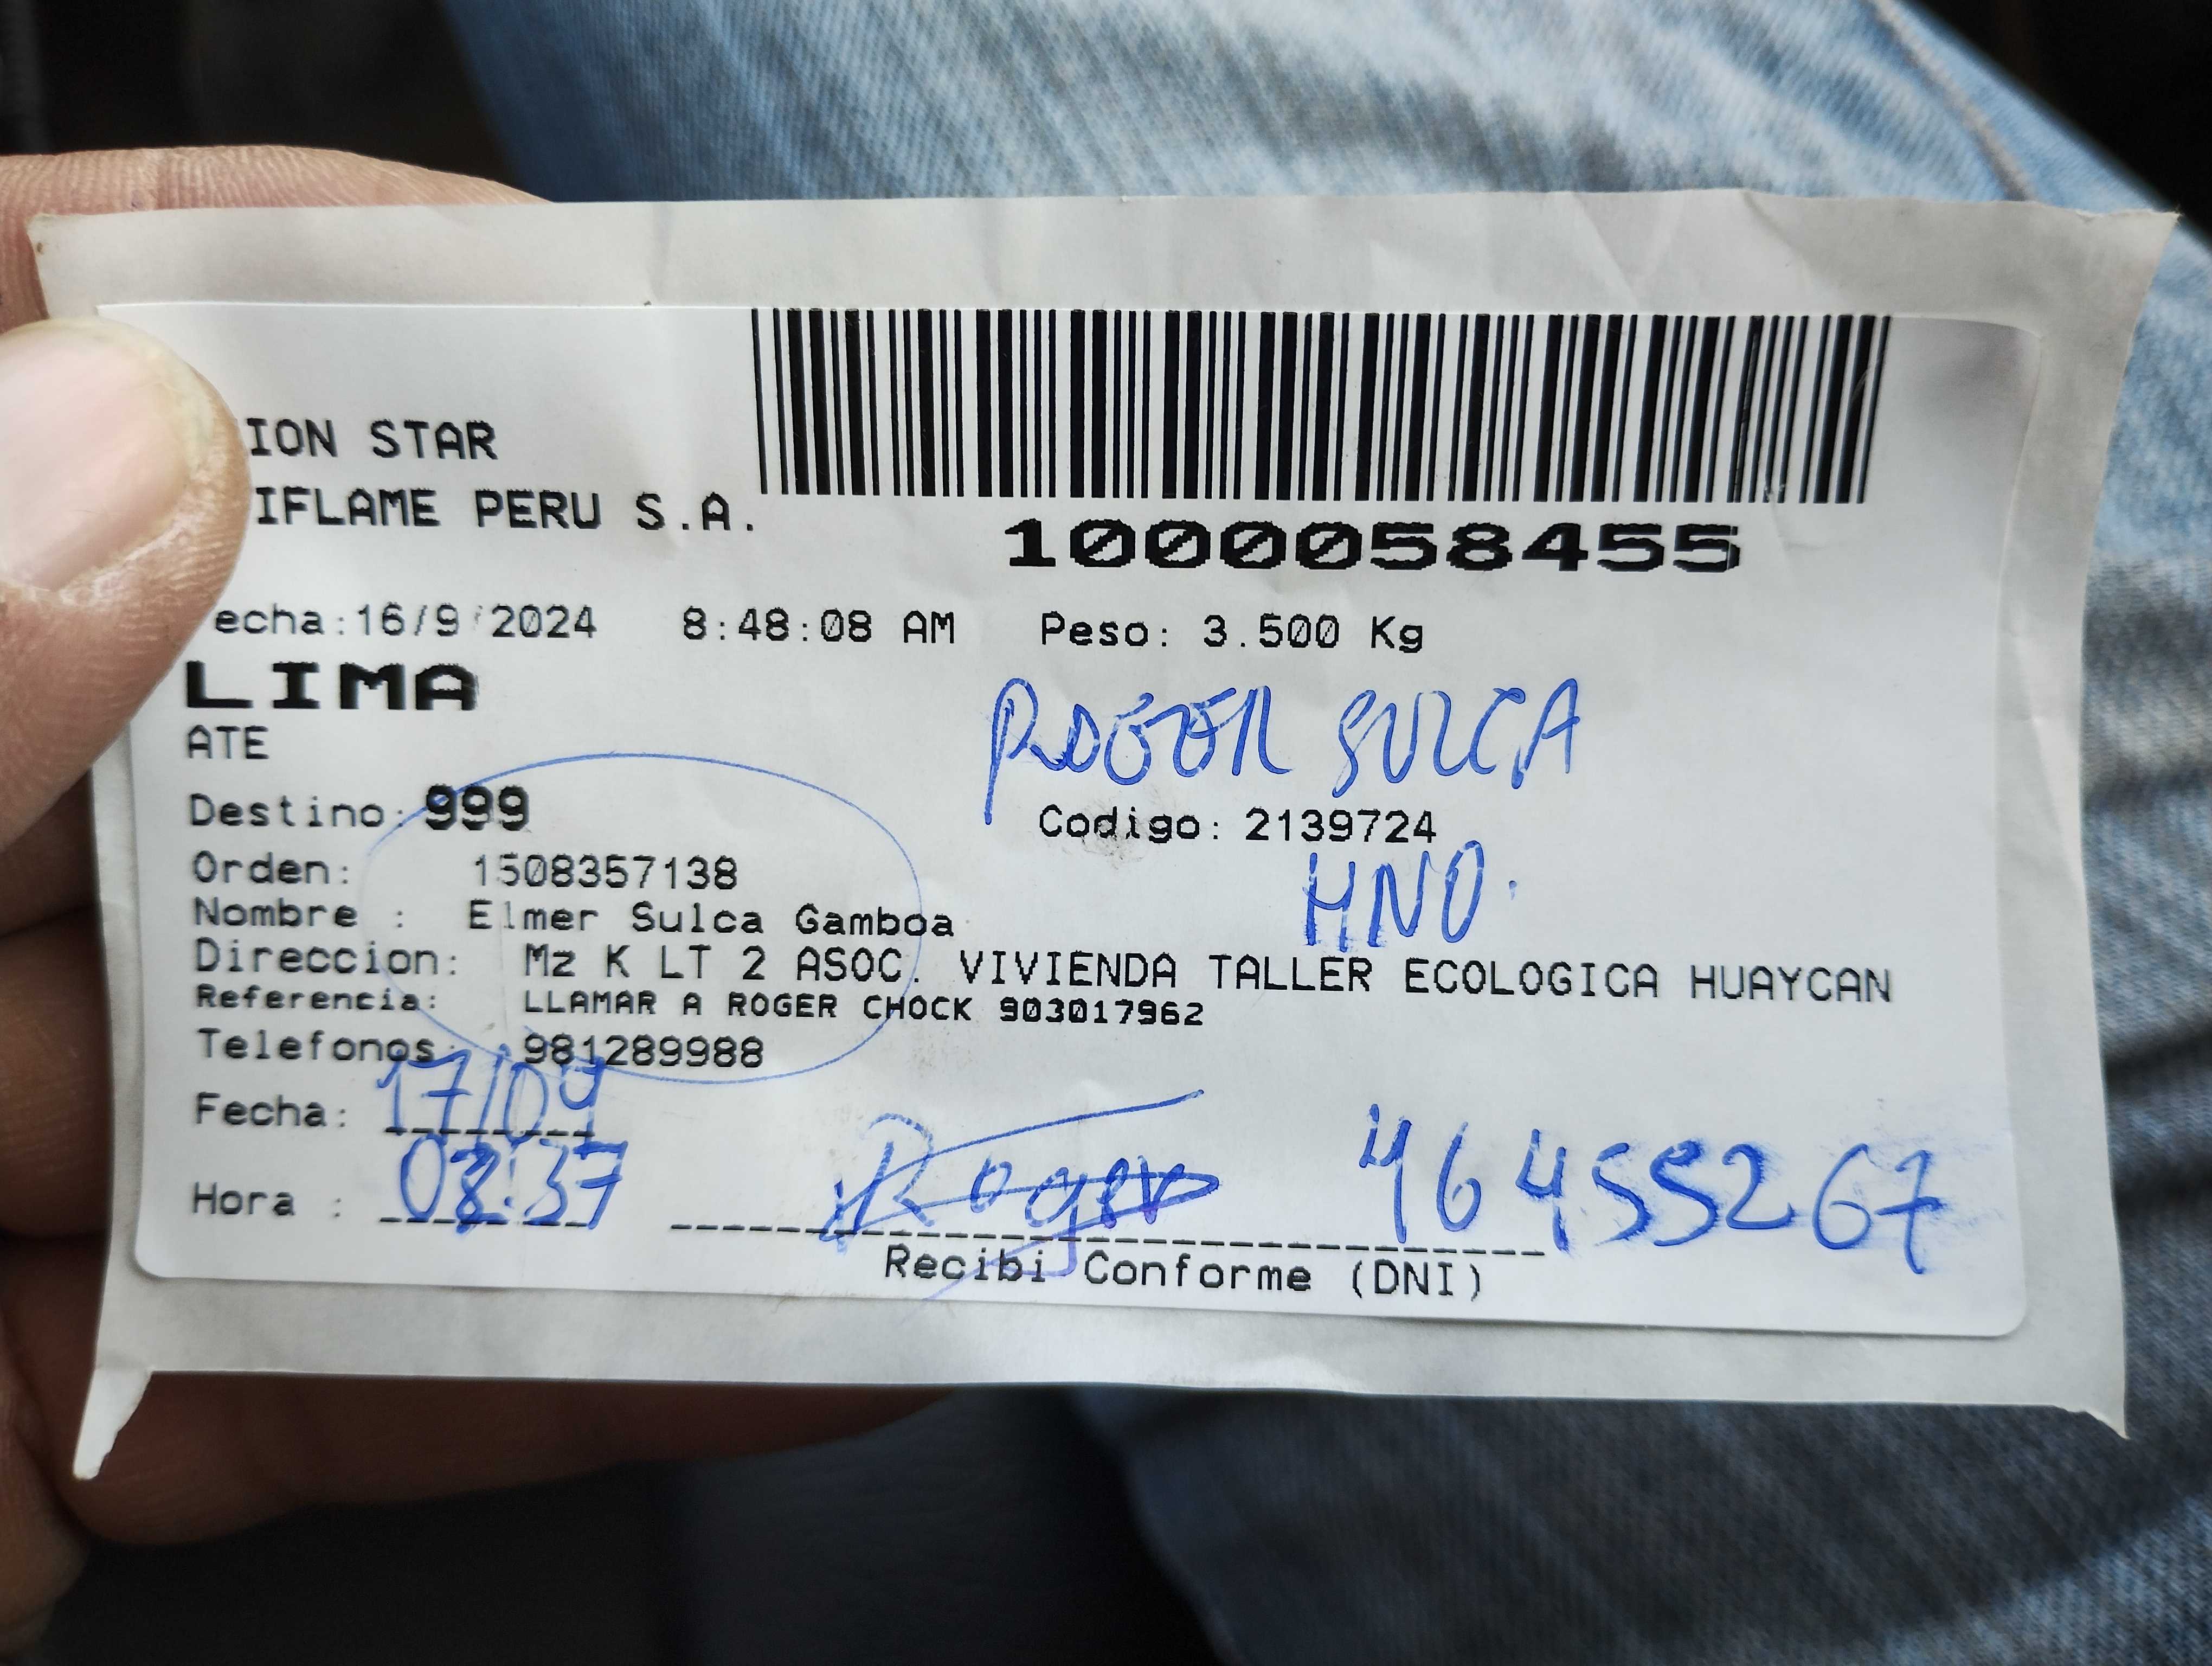 ION STAR
IFLAME PERU S.A.
1000058455
echa:16/9/2024 8:48:08 AM Peso: 3.500 Kg
LIMA
ROGER SULCA
ATE
Destino: 999 Codigo: 2139724
Orden: 1508357138
HNO.
Nombre : Elmer Sulca Gamboa
Direccion: Mz K LT 2 ASOC. VIVIENDA TALLER ECOLOGICA HUAYCAN
Referencia: LLAMAR A ROGER CHOCK 903017962
Telefonos: 981289988
Fecha: 17/09
Hora : 08:37 Roger 46455267
Recibi Conforme (DNI)